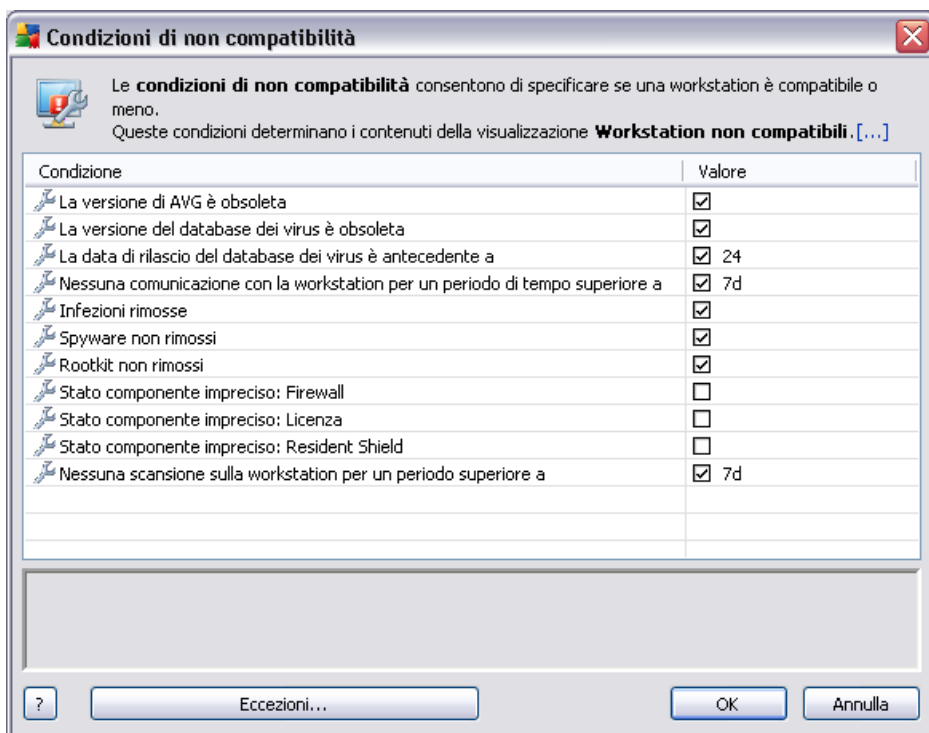 Condizioni di non compatibilità
Le condizioni di non compatibilità consentono di specificare se una workstation è compatibile o
meno.
Queste condizioni determinano i contenuti della visualizzazione Workstation non compatibili.[...]
Condizione Valore
La versione di AVG è obsoleta
La versione del database dei virus è obsoleta
La data di rilascio del database dei virus è antecedente a 24
Nessuna comunicazione con la workstation per un periodo di tempo superiore a 7d
Infezioni rimosse
Spyware non rimossi
Rootkit non rimossi
Stato componente impreciso: Firewall
Stato componente impreciso: Licenza
Stato componente impreciso: Resident Shield
Nessuna scansione sulla workstation per un periodo superiore a 7d
? Eccezioni... OK Annulla